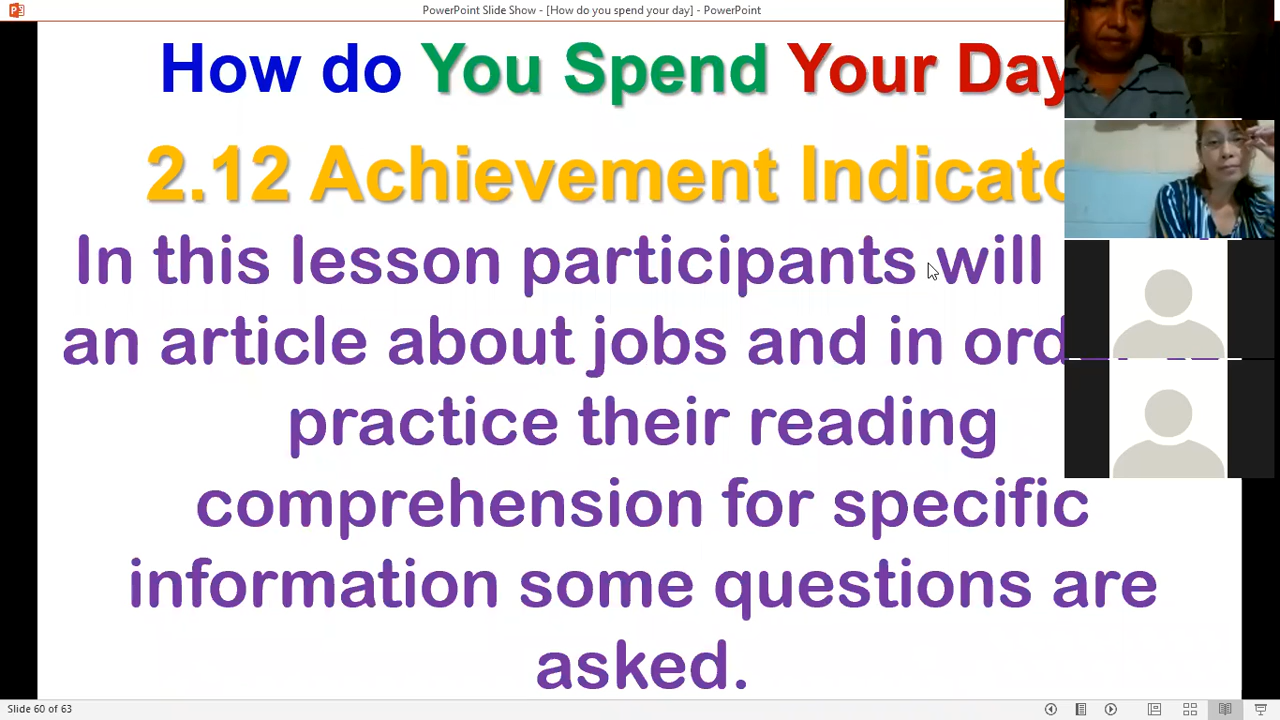 PowerPoint Slide Show - [How do you spend your day] - PowerPoint
How do You Spend Your Day
2.12 Achievement
In this lesson participants will
an article about jobs and in
practice their reading
comprehension for specific
information some questions are
asked.
Slide 60 of 63